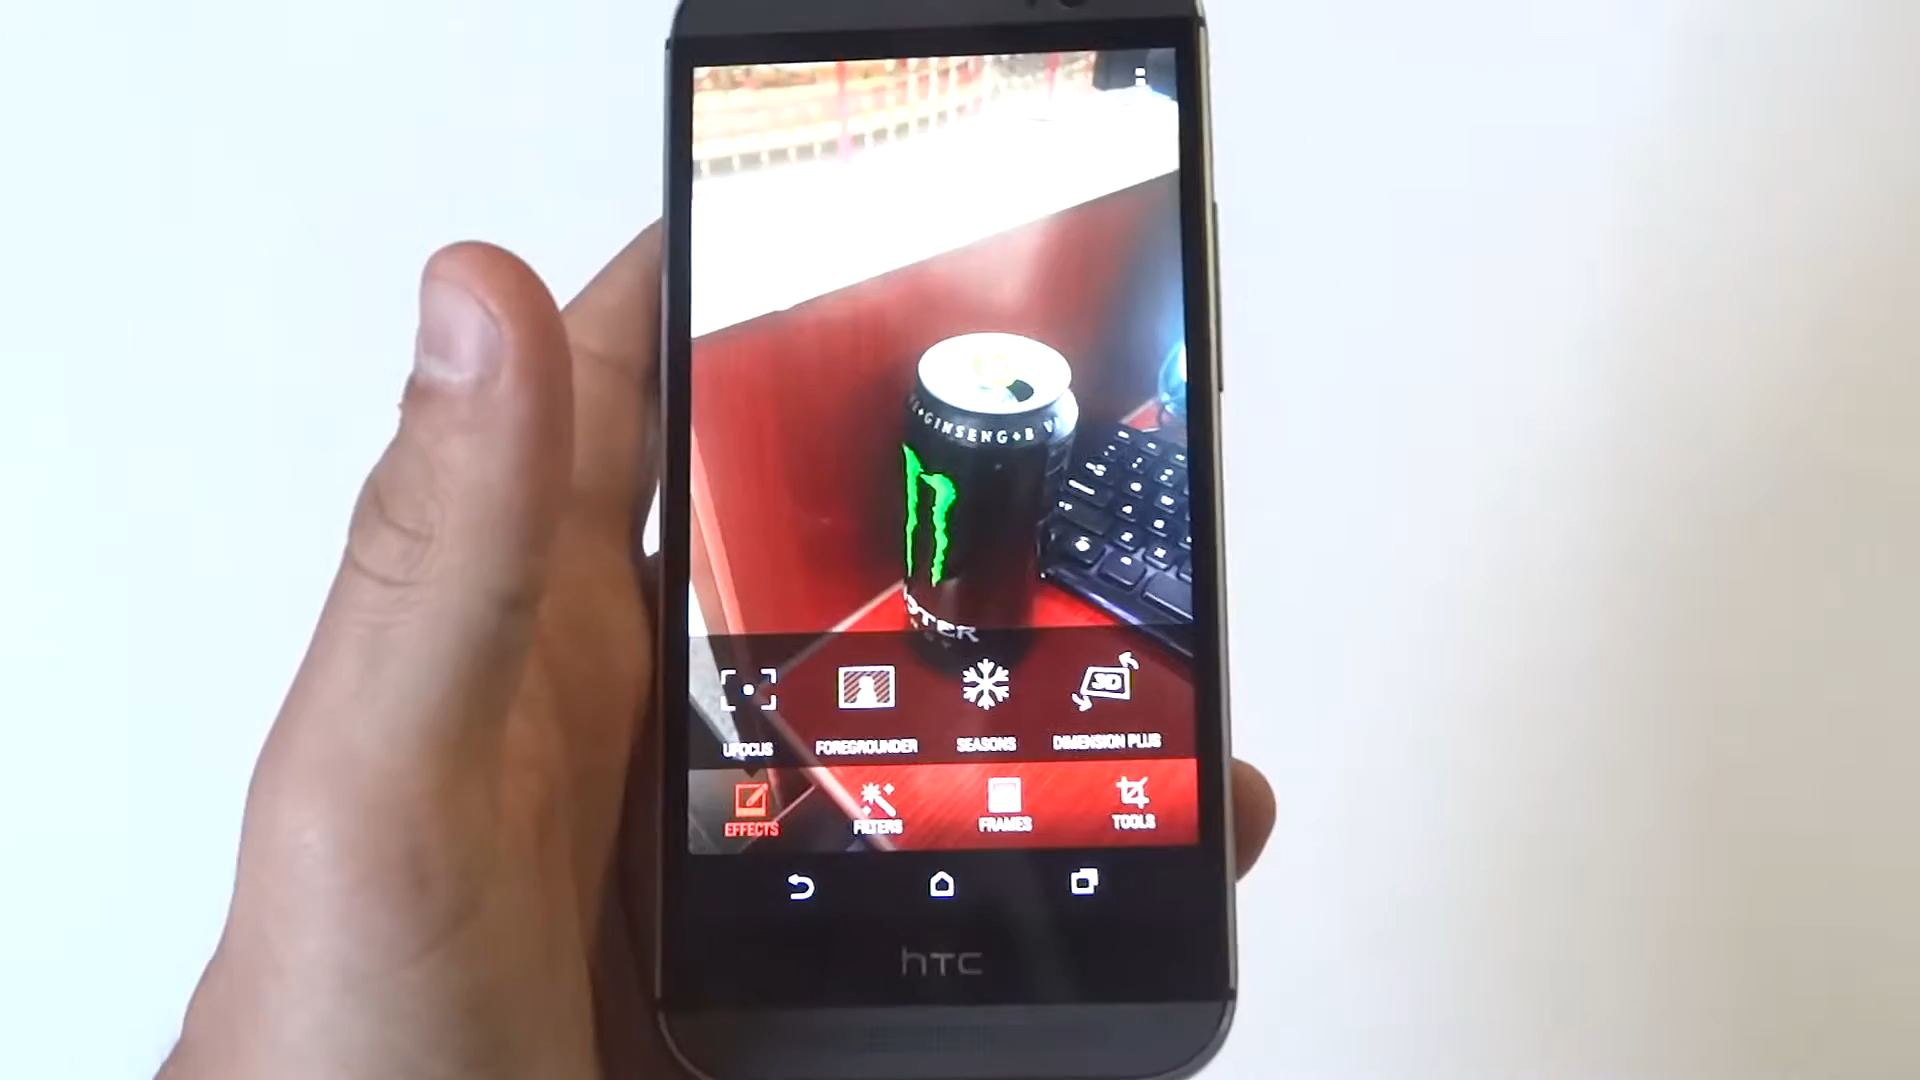 +GINSENG+B V
UFOCUS
FOREGROUNDER
SEASONS
3D
DIMENSION PLUS
EFFECTS
FILTERS
FRAMES
TOOLS
hTC